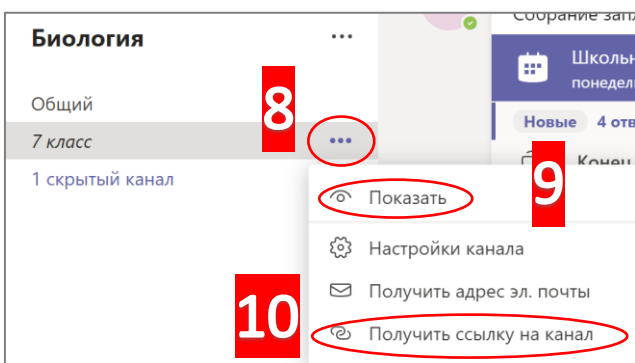 Биология
Общий
8
7 класс
1 скрытый канал
Собрание
Школьн
понедел
Новые 4 отв
Конец
9
Показать
Настройки канала
Получить адрес эл. почты
10
Получить ссылку на канал